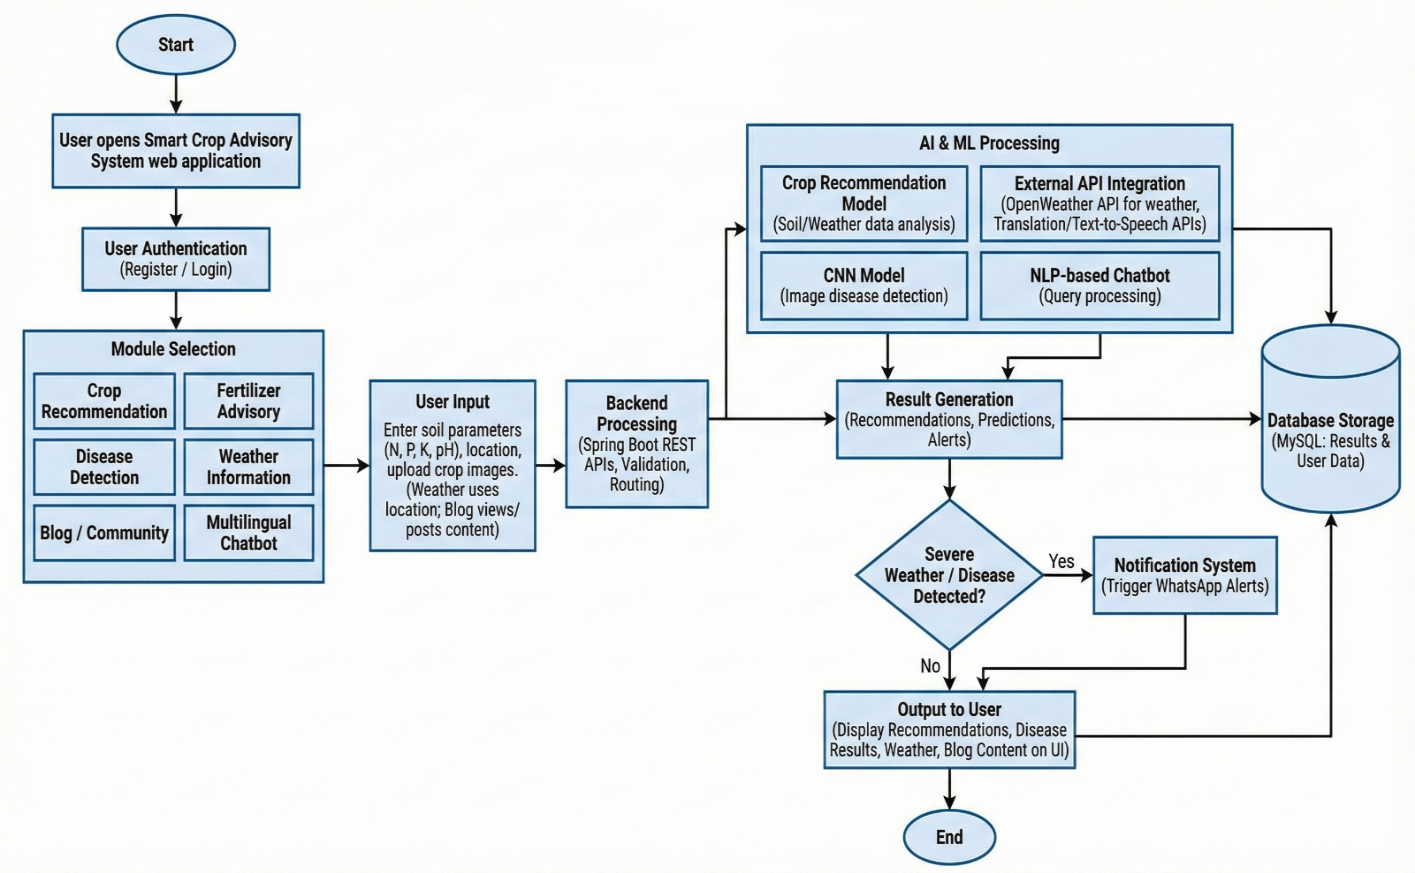 Start
User opens Smart Crop Advisory
System web application
User Authentication
(Register / Login)
Module Selection
Crop
Recommendation
Fertilizer
Advisory
Disease
Detection
Weather
Information
Blog / Community
Multilingual
Chatbot
User Input
Enter soil parameters
(N, P, K, pH), location,
upload crop images.
(Weather uses
location; Blog views/
posts content)
Backend
Processing
(Spring Boot REST
APIs, Validation,
Routing)
AI & ML Processing
Crop Recommendation
Model
(Soil/Weather data analysis)
External API Integration
(OpenWeather API for weather,
Translation/Text-to-Speech APIs)
CNN Model
(Image disease detection)
NLP-based Chatbot
(Query processing)
Result Generation
(Recommendations, Predictions,
Alerts)
Database Storage
(MySQL: Results &
User Data)
Severe
Weather / Disease
Detected?
Yes
Notification System
(Trigger WhatsApp Alerts)
No
Output to User
(Display Recommendations, Disease
Results, Weather, Blog Content on UI)
End